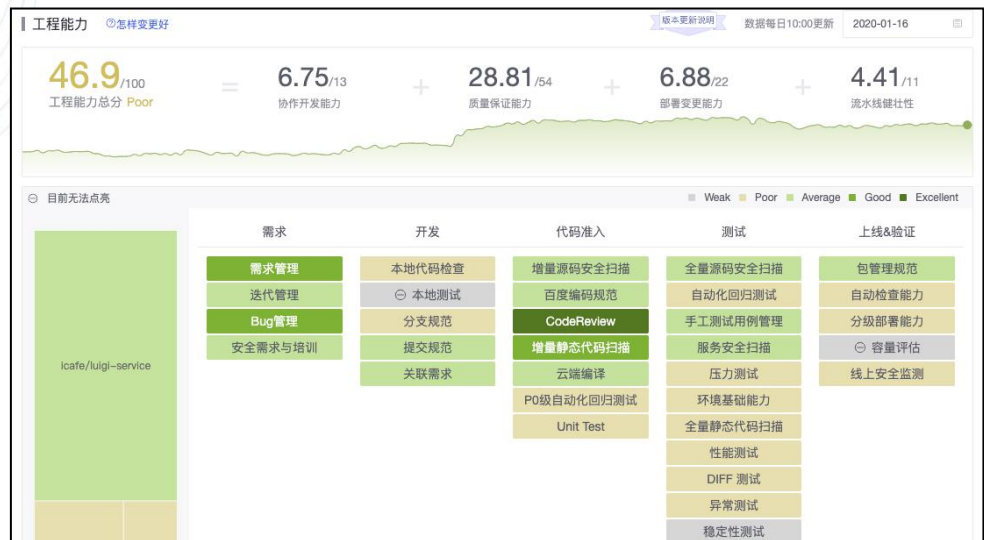 工程能力 ?怎样变更好 版本更新说明 数据每日10:00更新 2020-01-16
46.9/100 = 6.75/13 + 28.81/54 + 6.88/22 + 4.41/11
工程能力总分 Poor 协作开发能力 质量保证能力 部署变更能力 流水线健壮性
目前无法点亮 Weak Poor Average Good Excellent
需求 开发 代码准入 测试 上线&验证
需求管理 本地代码检查 增量源码安全扫描 全量源码安全扫描 包管理规范
迭代管理 本地测试 百度编码规范 自动化回归测试 自动检查能力
Bug管理 分支规范 CodeReview 手工测试用例管理 分级部署能力
安全需求与培训 提交规范 增量静态代码扫描 服务安全扫描 容量评估
icafe/luigi-service 关联需求 云端编译 压力测试 线上安全监测
P0级自动化回归测试 环境基础能力
Unit Test 全量静态代码扫描
性能测试
DIFF 测试
异常测试
稳定性测试